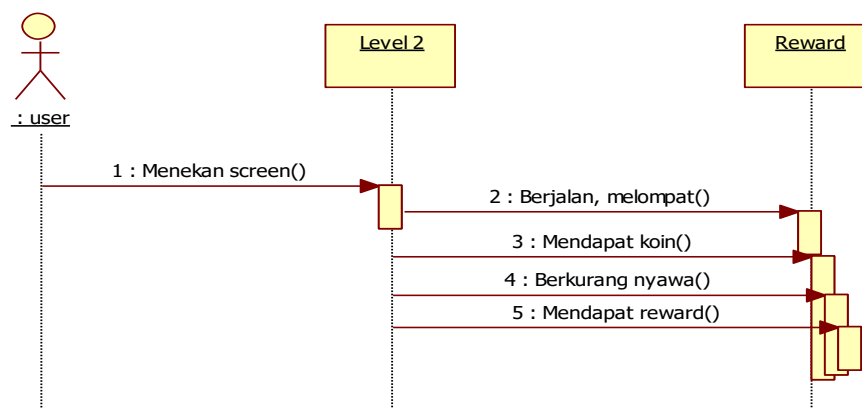 Level 2
Reward
: user
1 : Menekan screen()
2 : Berjalan, melompat()
3 : Mendapat koin()
4 : Berkurang nyawa()
5 : Mendapat reward()